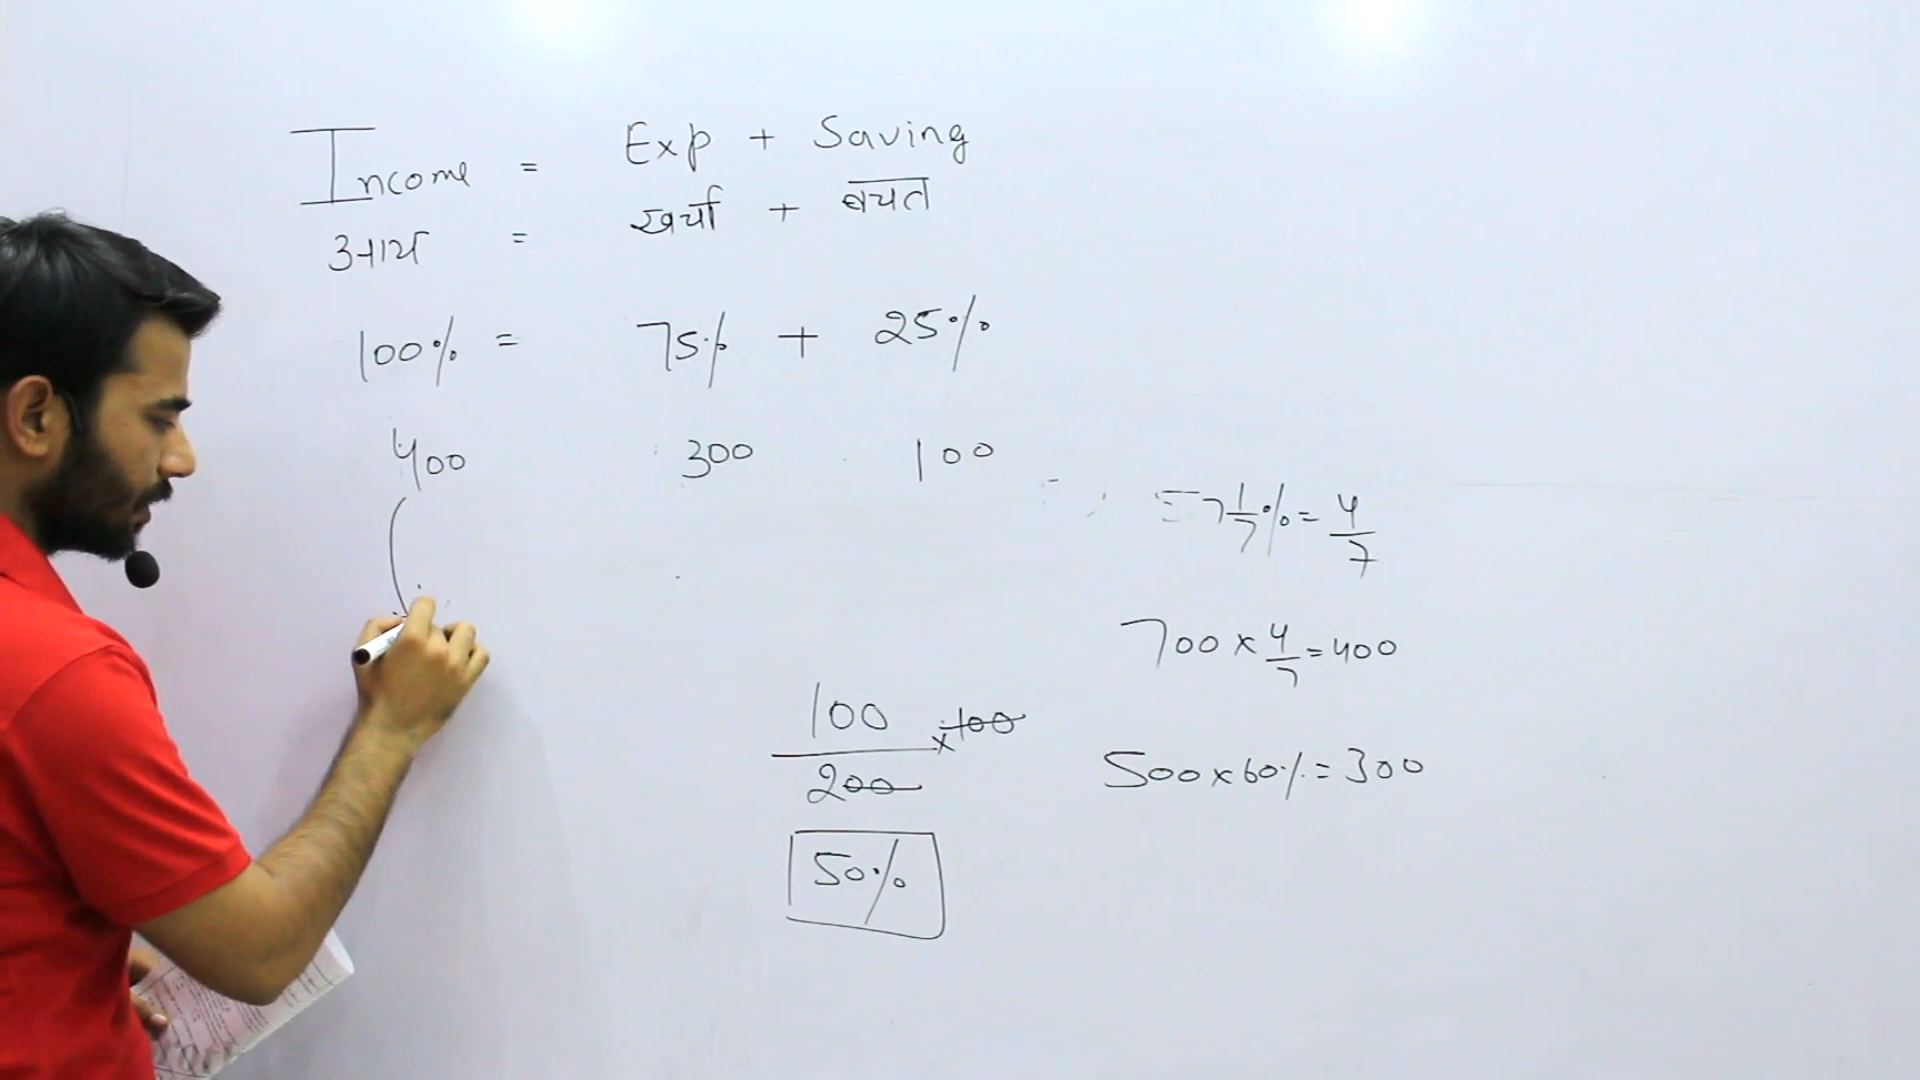 Income = Exp + Saving
आय = खर्चा + बचत
100% = 75% + 25%
400 300 100
57 1/7 % = 4/7
700 x 4/7 = 400
100/200 x 100
500 x 60% = 300
50%